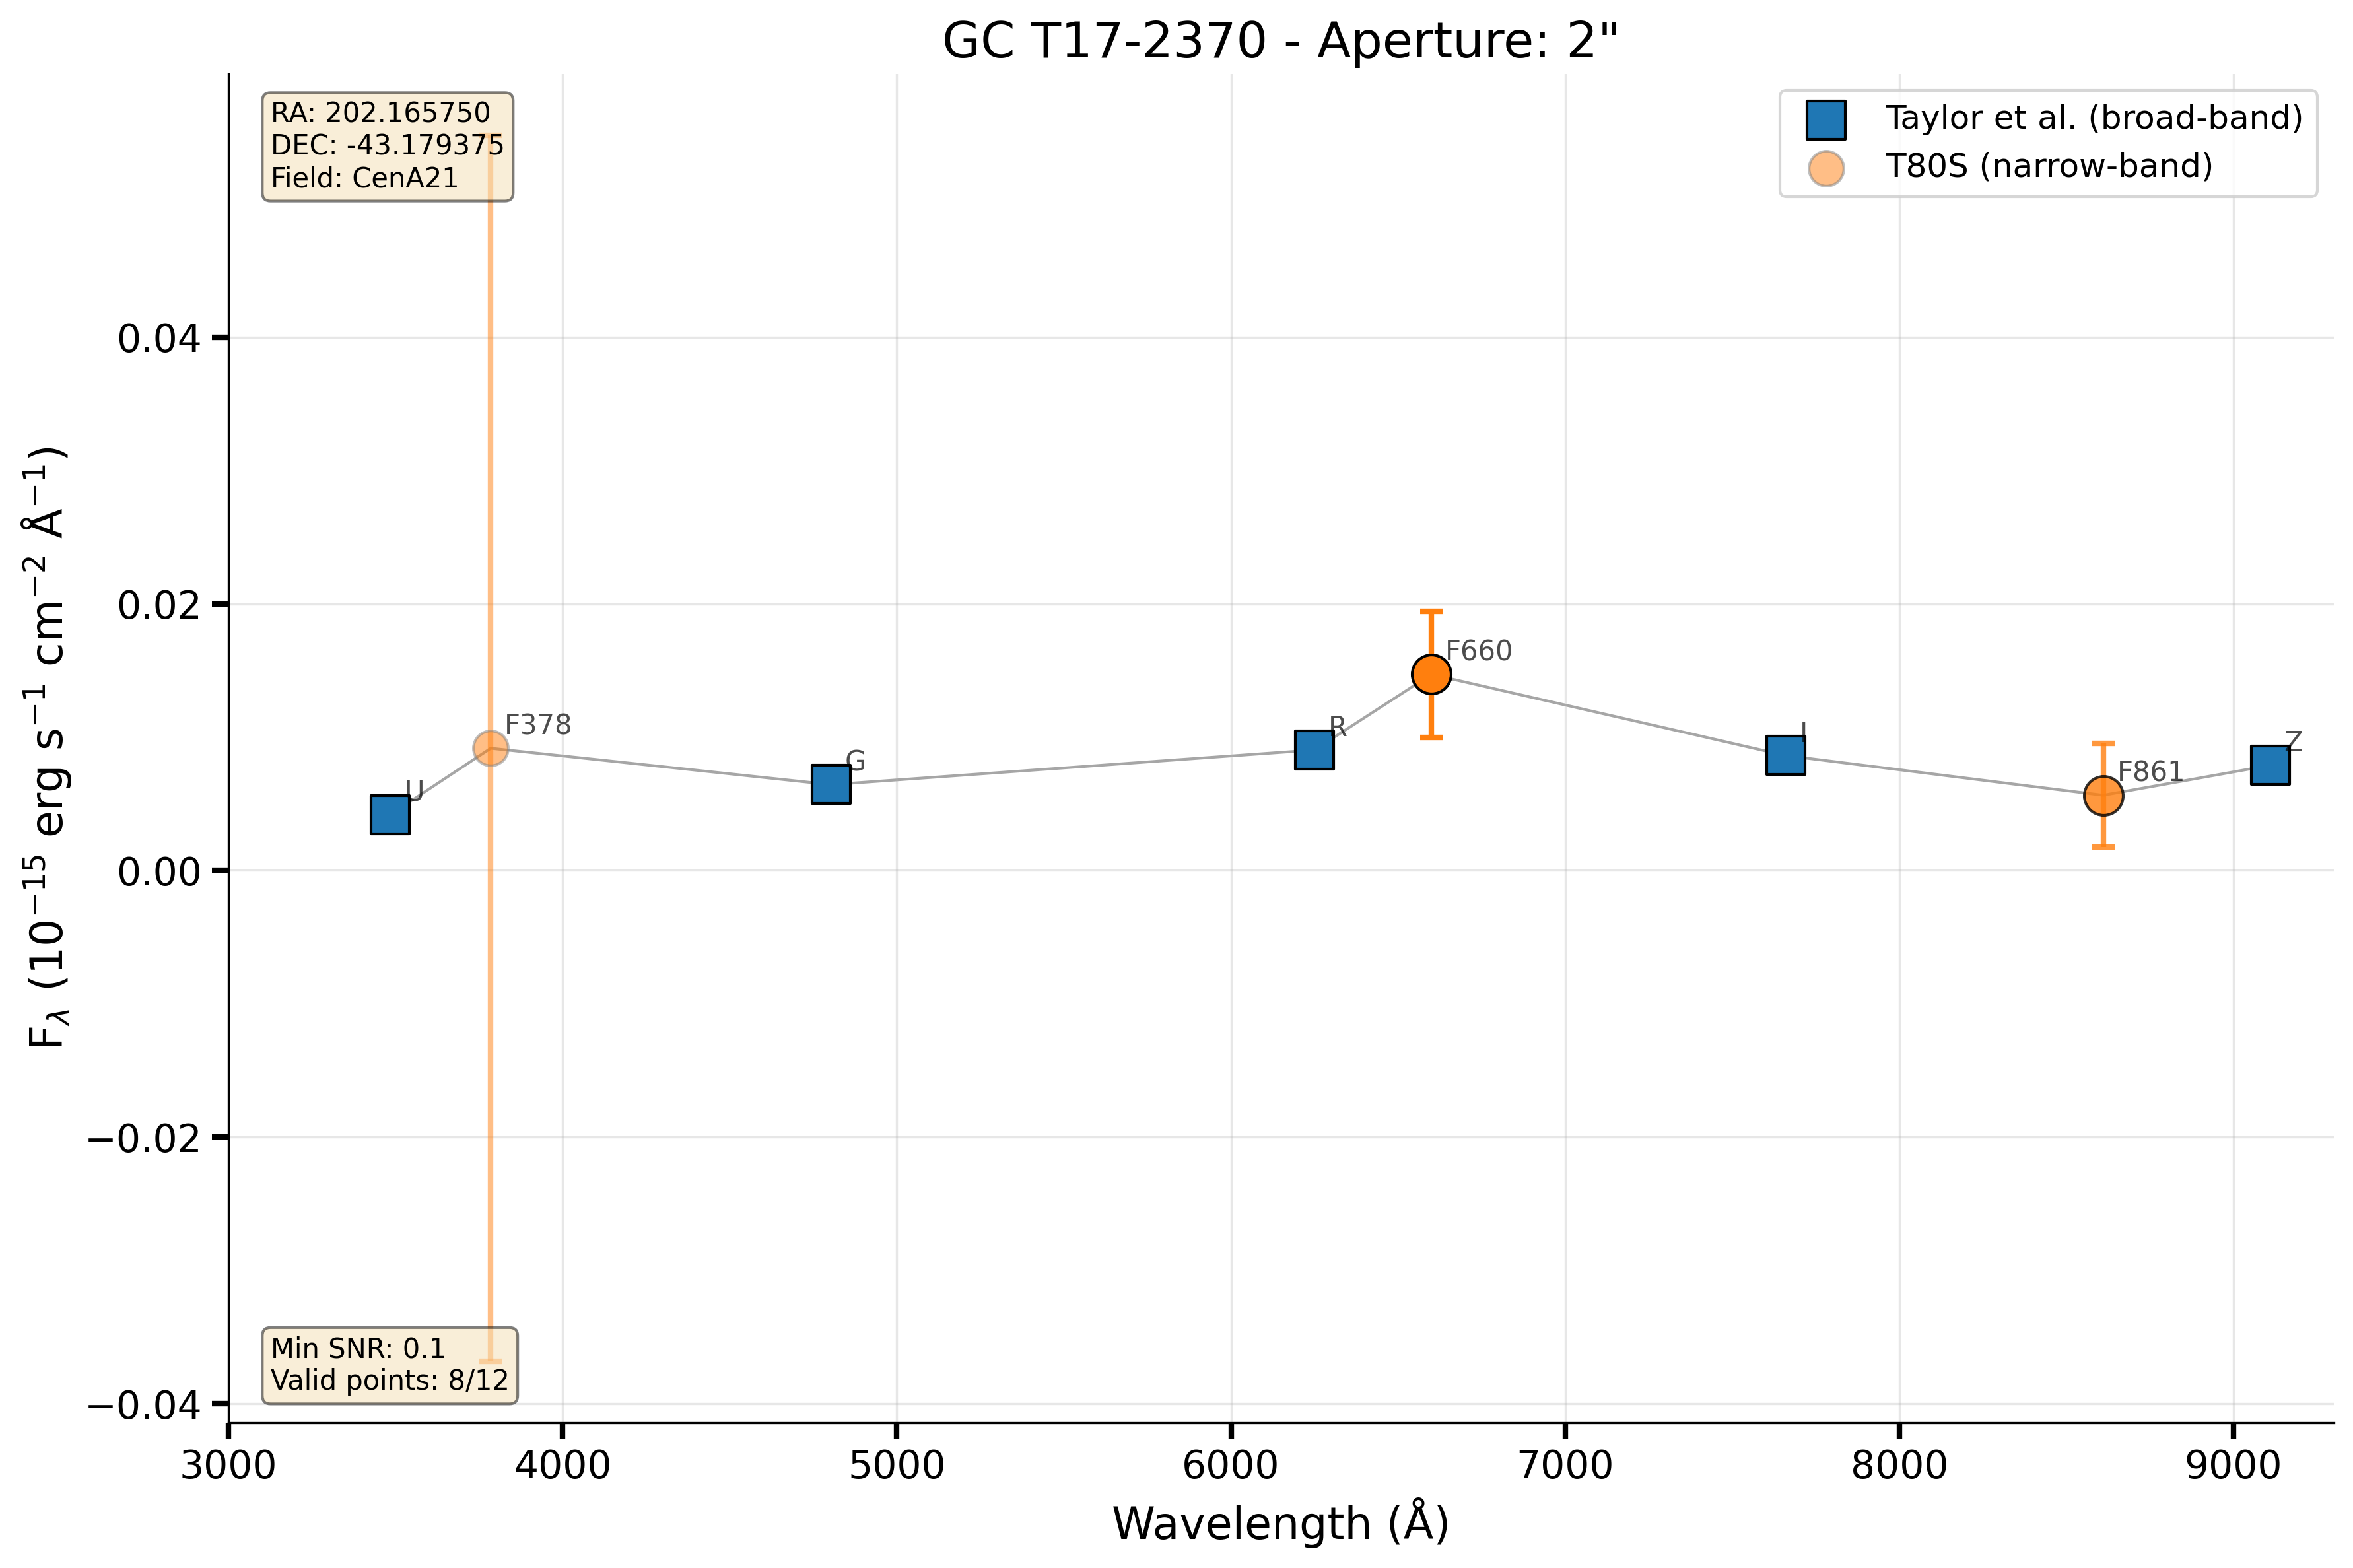 GC T17-2370 - Aperture: 2"
RA: 202.165750
DEC: -43.179375
Field: CenA21
Taylor et al. (broad-band)
T80S (narrow-band)
F$_{λ}$ (10$^{−15}$ erg s$^{−1}$ cm$^{−2}$ Å$^{−1}$)
0.04
0.02
0.00
−0.02
−0.04
U
F378
G
R
F660
I
F861
Z
Min SNR: 0.1
Valid points: 8/12
3000 4000 5000 6000 7000 8000 9000
Wavelength (Å)